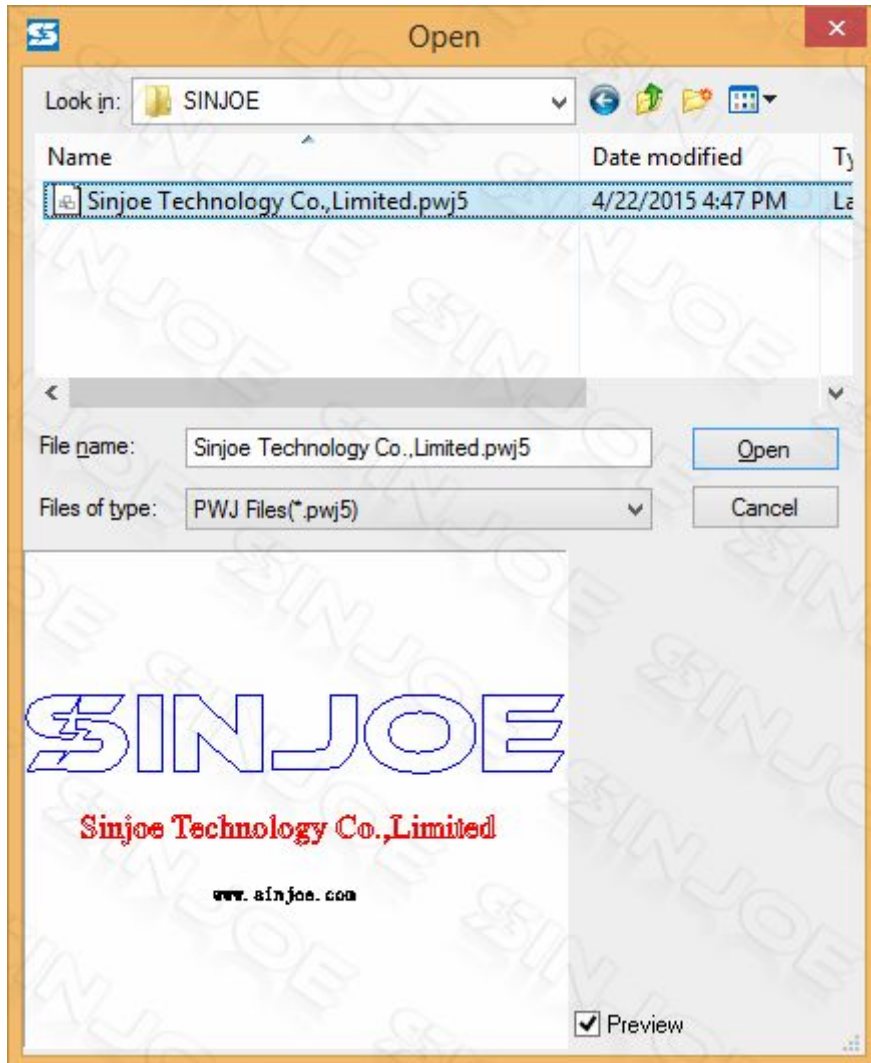 Open
Look in: SINJOE
Name Date modified Ty
Sinjoe Technology Co.,Limited.pwj5 4/22/2015 4:47 PM La
File name: Sinjoe Technology Co.,Limited.pwj5 Open
Files of type: PWJ Files(*.pwj5) Cancel
SINJOE
Sinjoe Technology Co.,Limited
www.sinjoe.com
Preview